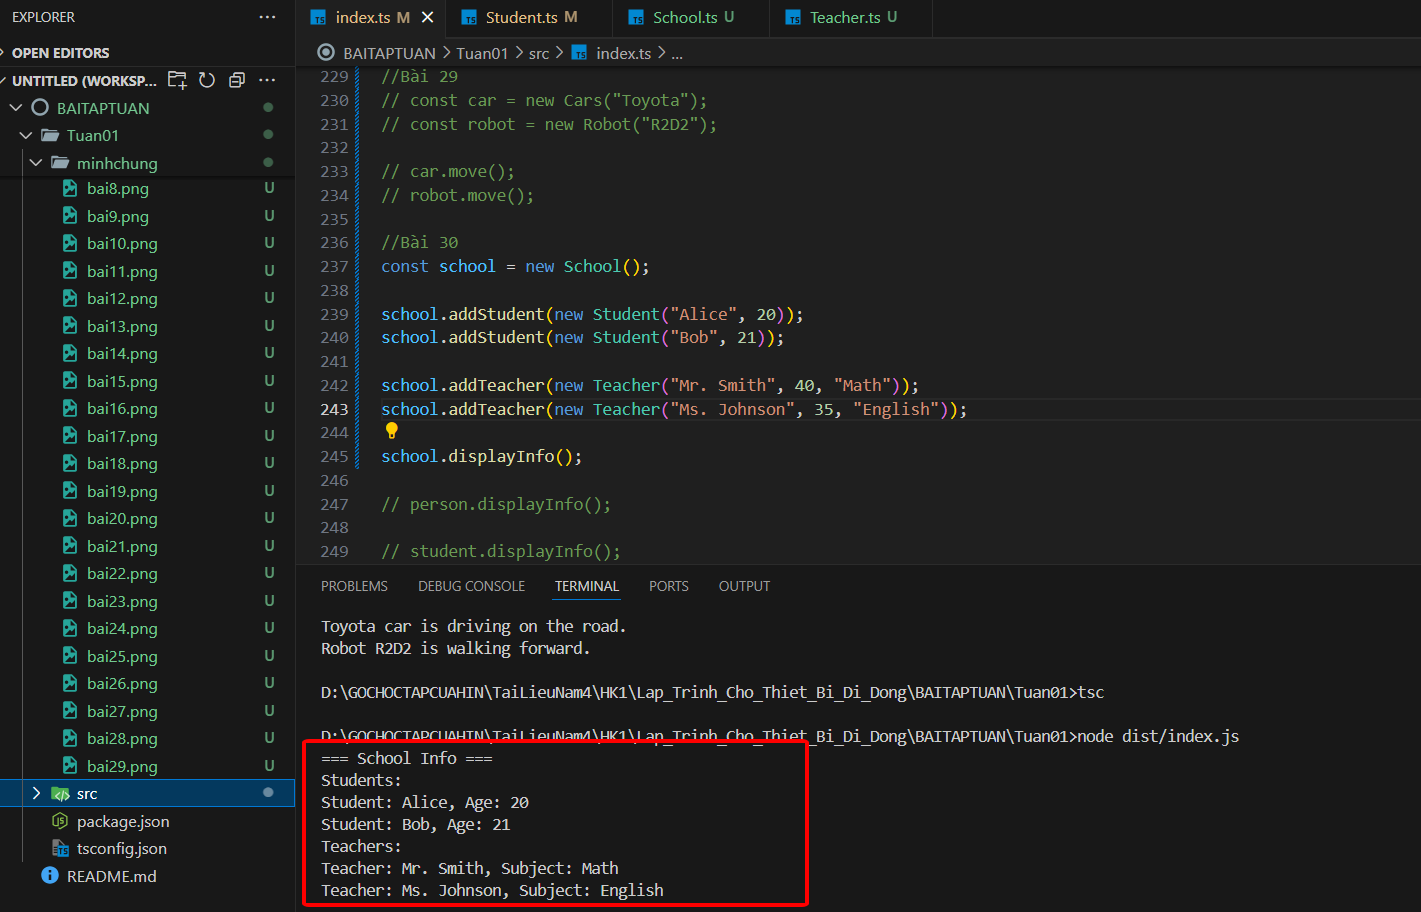 EXPLORER
OPEN EDITORS
UNTITLED (WORKSP...
BAITAPTUAN
Tuan01
minhchung
bai8.png U
bai9.png U
bai10.png U
bai11.png U
bai12.png U
bai13.png U
bai14.png U
bai15.png U
bai16.png U
bai17.png U
bai18.png U
bai19.png U
bai20.png U
bai21.png U
bai22.png U
bai23.png U
bai24.png U
bai25.png U
bai26.png U
bai27.png U
bai28.png U
bai29.png U
src
package.json
tsconfig.json
README.md
TS index.ts M TS Student.ts M TS School.ts U TS Teacher.ts U
BAITAPTUAN > Tuan01 > src > TS index.ts > ...
229 //Bài 29
230 // const car = new Cars("Toyota");
231 // const robot = new Robot("R2D2");
232
233 // car.move();
234 // robot.move();
235
236 //Bài 30
237 const school = new School();
238
239 school.addStudent(new Student("Alice", 20));
240 school.addStudent(new Student("Bob", 21));
241
242 school.addTeacher(new Teacher("Mr. Smith", 40, "Math"));
243 school.addTeacher(new Teacher("Ms. Johnson", 35, "English"));
244
245 school.displayInfo();
246
247 // person.displayInfo();
248
249 // student.displayInfo();
PROBLEMS DEBUG CONSOLE TERMINAL PORTS OUTPUT
Toyota car is driving on the road.
Robot R2D2 is walking forward.
D:\GOCHOCTAPCUAHIN\TaiLieuNam4\HK1\Lap_Trinh_Cho_Thiet_Bi_Di_Dong\BAITAPTUAN\Tuan01>tsc
D:\GOCHOCTAPCUAHIN\TaiLieuNam4\HK1\Lap_Trinh_Cho_Thiet_Bi_Di_Dong\BAITAPTUAN\Tuan01>node dist/index.js
=== School Info ===
Students:
Student: Alice, Age: 20
Student: Bob, Age: 21
Teachers:
Teacher: Mr. Smith, Subject: Math
Teacher: Ms. Johnson, Subject: English